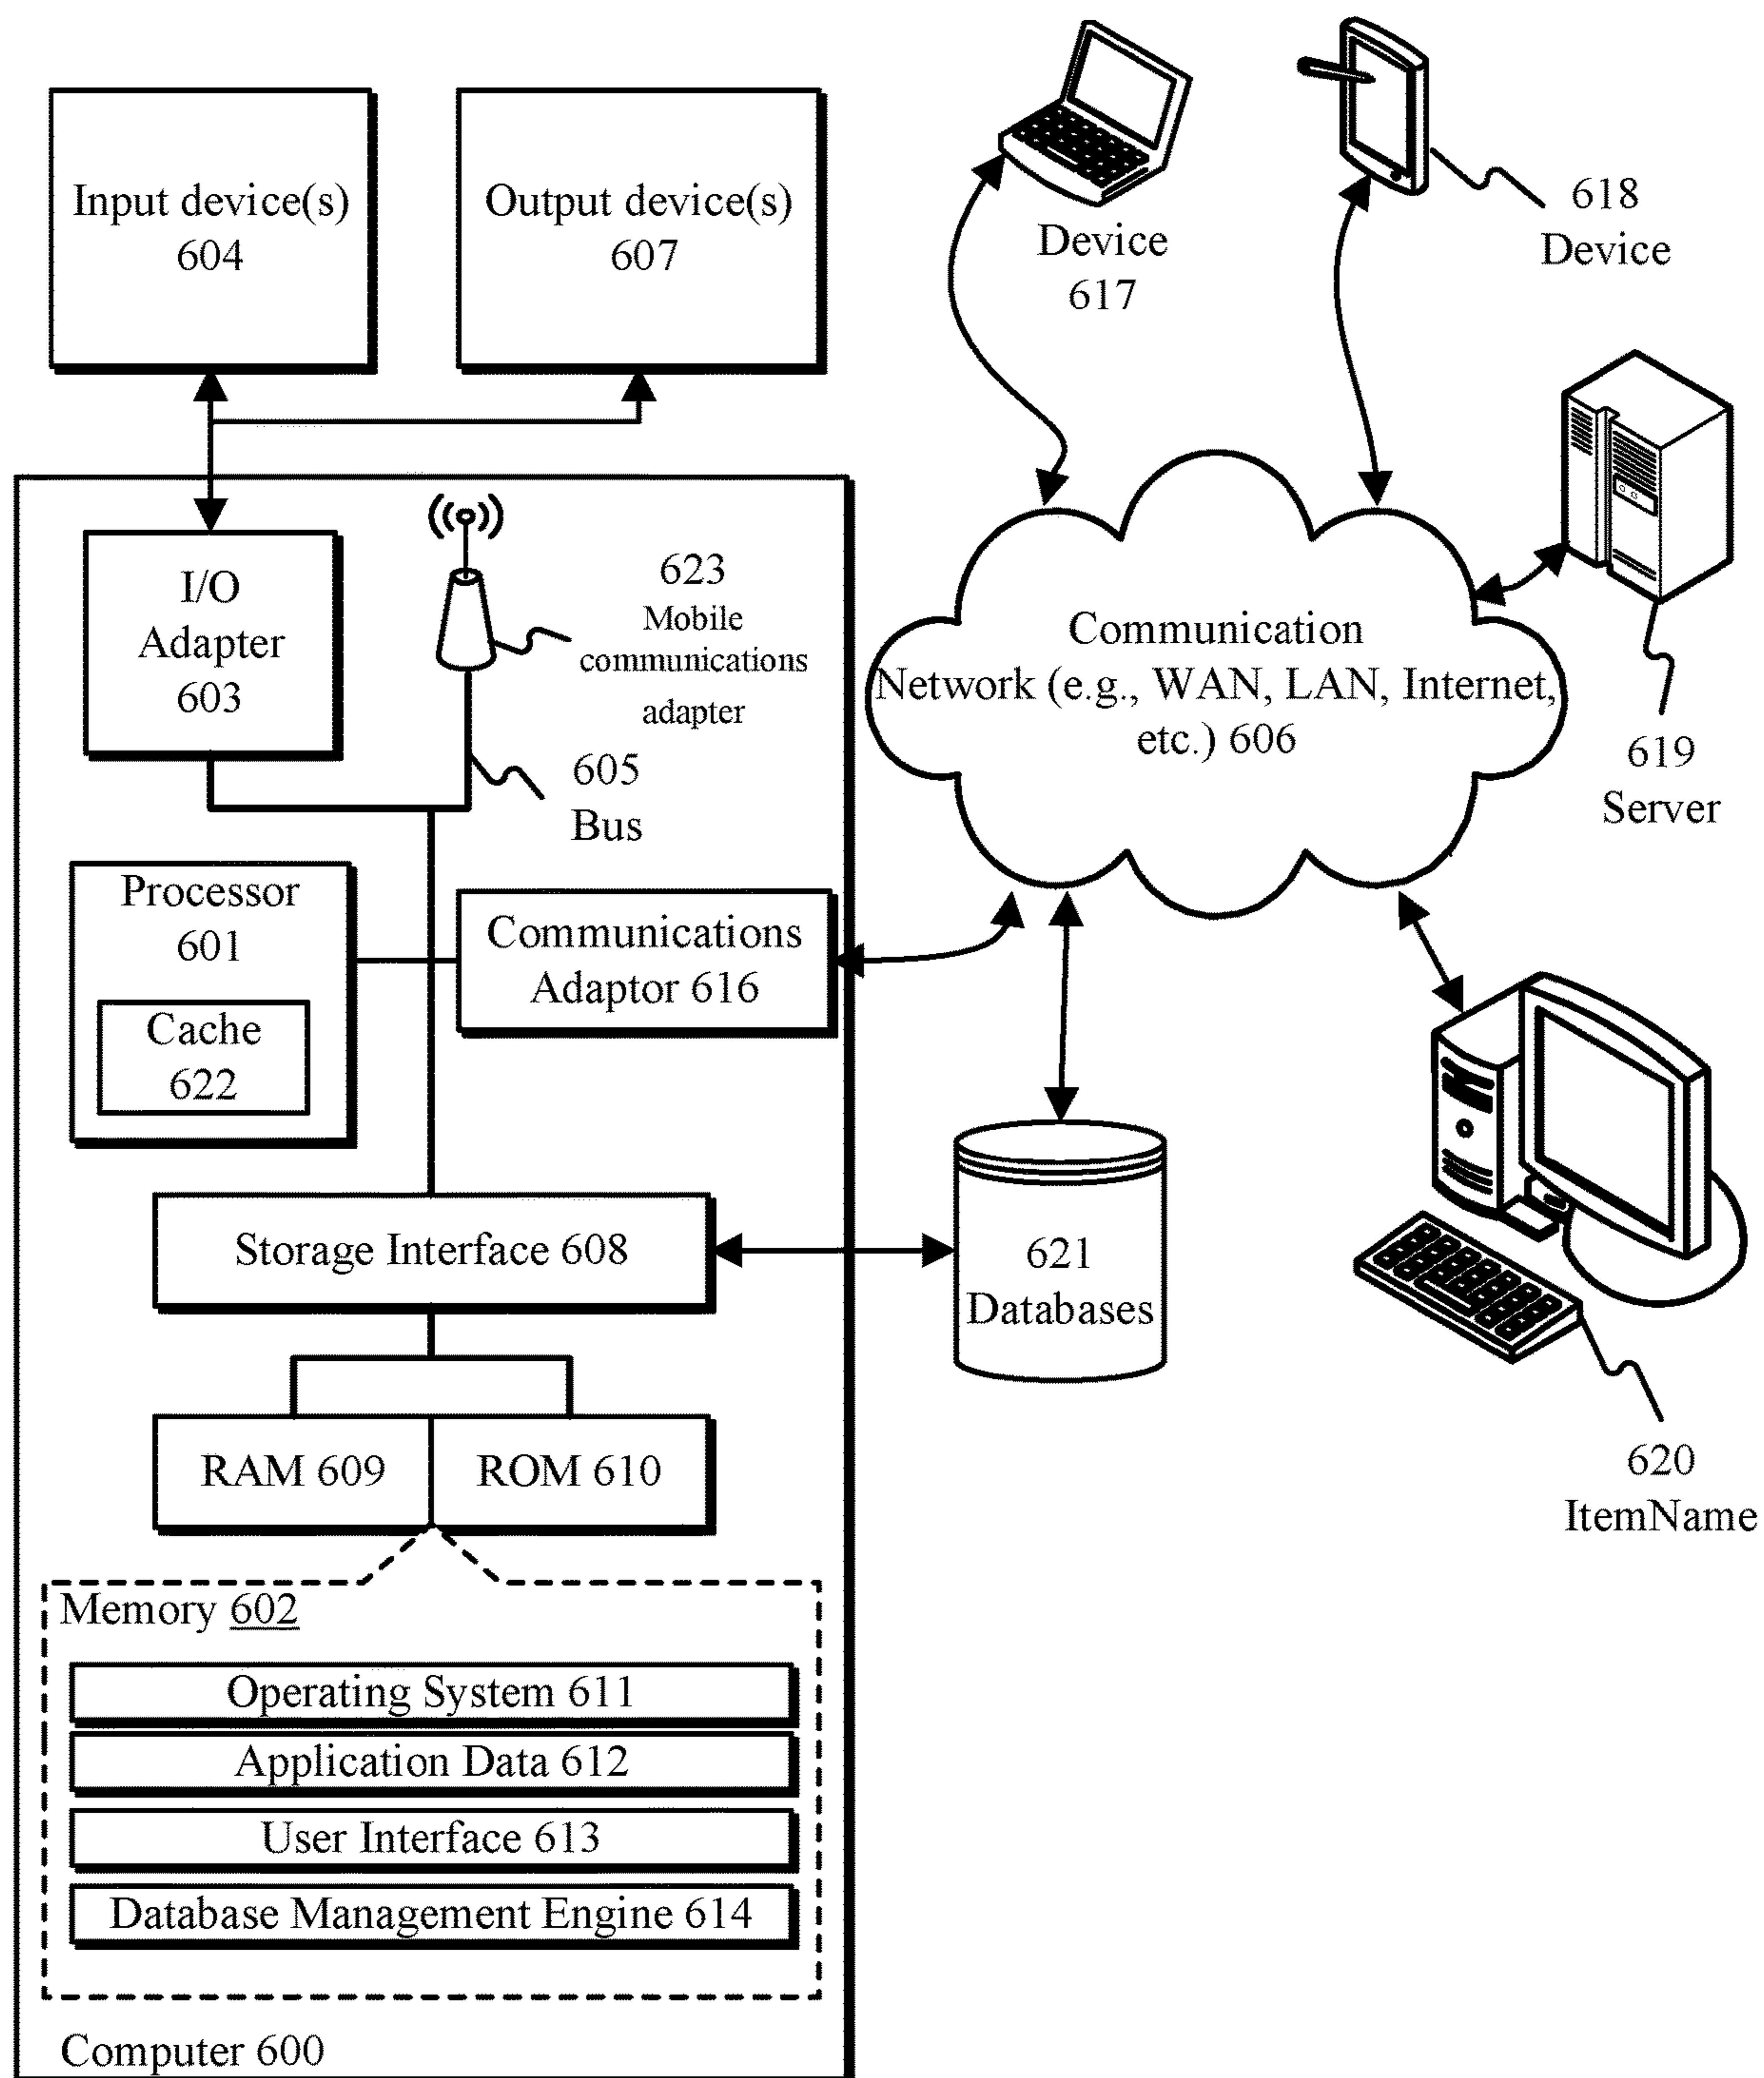 Input device(s)
604
Output device(s)
607
Device
617
618
Device
I/O
Adapter
603
623
Mobile
communications
adapter
605
Bus
Communication
Network (e.g., WAN, LAN, Internet,
etc.) 606
619
Server
Processor
601
Cache
622
Communications
Adaptor 616
Storage Interface 608
621
Databases
RAM 609
ROM 610
620
ItemName
Memory 602
Operating System 611
Application Data 612
User Interface 613
Database Management Engine 614
Computer 600